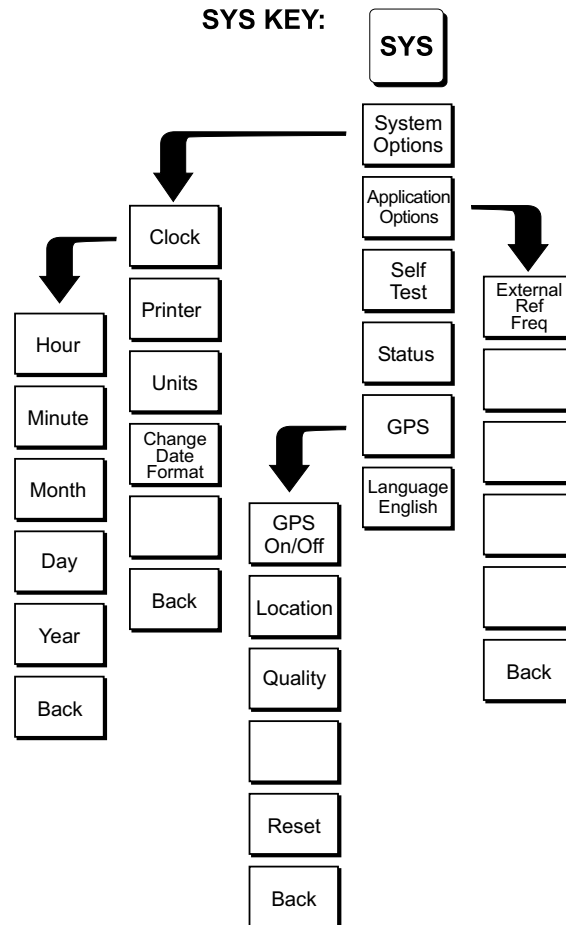 SYS KEY:
SYS
System
Options
Application
Options
Self
Test
Status
GPS
Language
English
Clock
Printer
Units
Change
Date
Format
Back
Hour
Minute
Month
Day
Year
Back
GPS
On/Off
Location
Quality
Reset
Back
External
Ref
Freq
Back